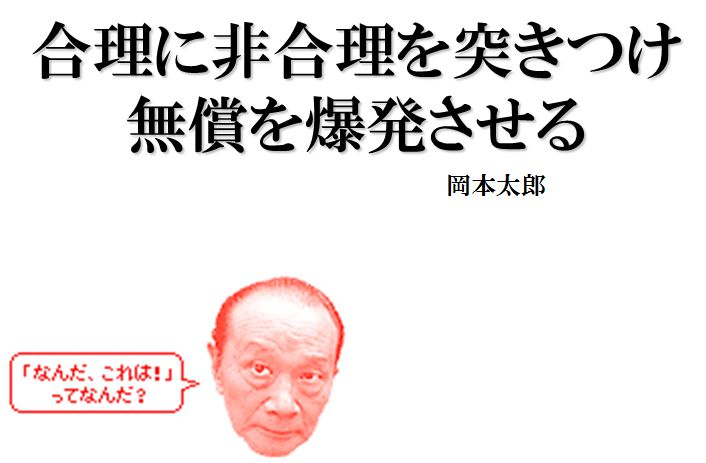 合理に非合理を突きつけ
無償を爆発させる
岡本太郎
「なんだ、これは!」
ってなんだ?